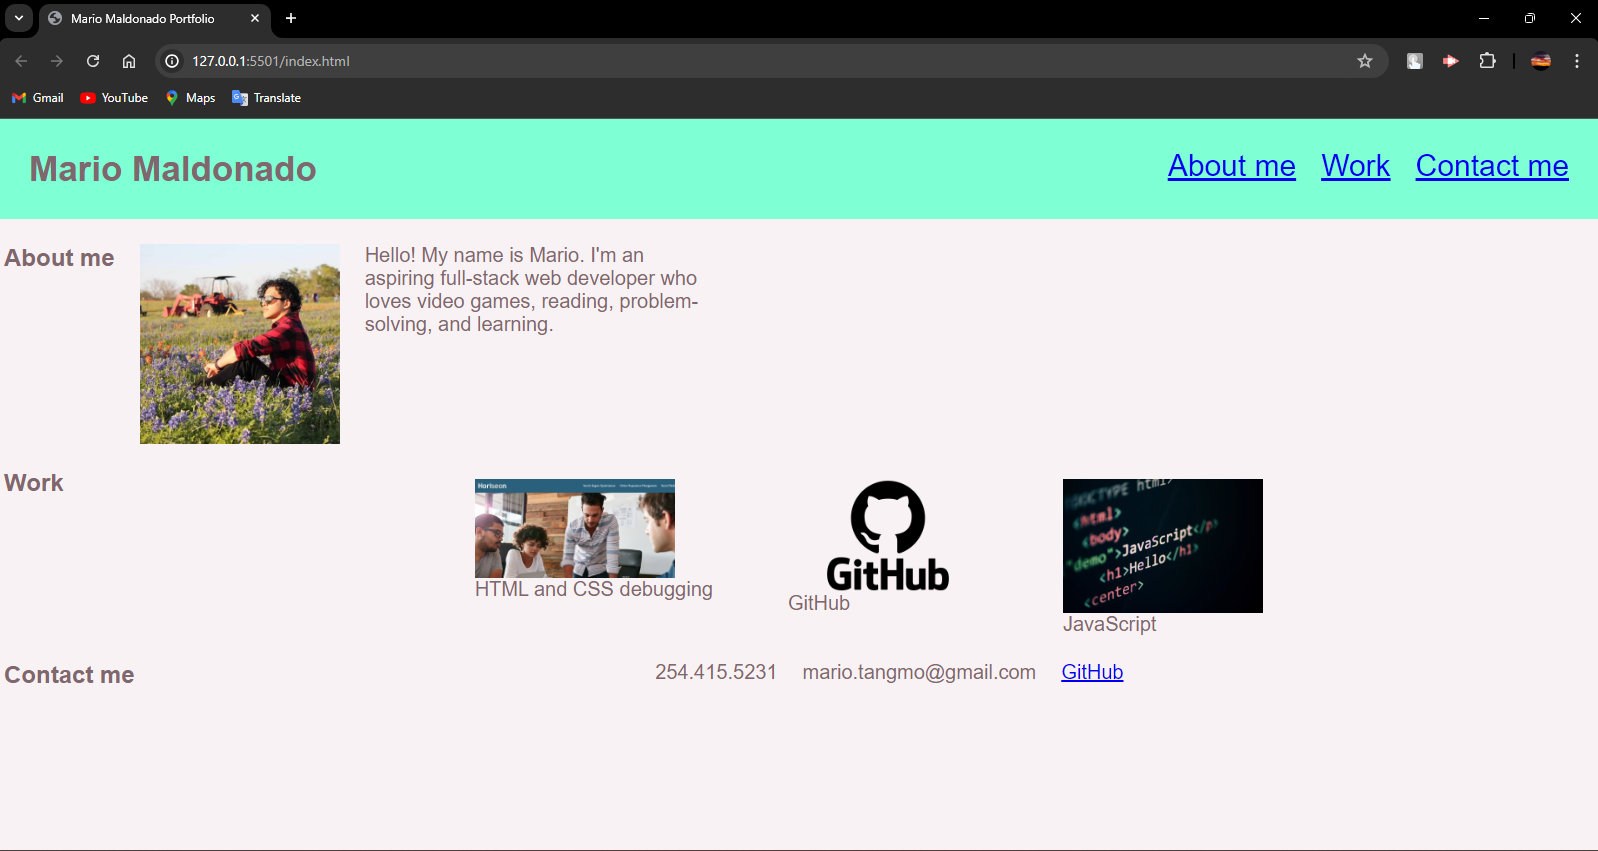 Mario Maldonado Portfolio
127.0.0.1:5501/index.html
Gmail YouTube Maps Translate
Mario Maldonado
About me Work Contact me
About me
Hello! My name is Mario. I'm an
aspiring full-stack web developer who
loves video games, reading, problem-
solving, and learning.
Work
Horiseon
GitHub
html>
<html>
<body>
"demo">JavaScript</p>
<h1>Hello</h1>
<center>
HTML and CSS debugging
GitHub
JavaScript
Contact me
254.415.5231 mario.tangmo@gmail.com GitHub